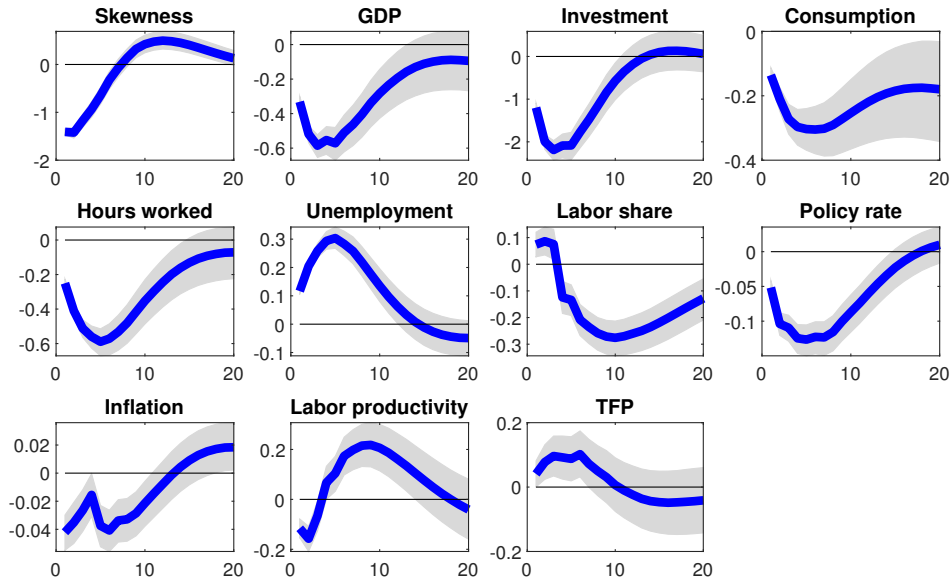 Skewness GDP Investment Consumption
0 0 0 0
-1 -0.2 -1 -0.2
-2 -0.4 -2 -0.4
-0.6
0 10 20 0 10 20 0 10 20 0 10 20
Hours worked Unemployment Labor share Policy rate
0 0.3 0.1 0
-0.2 0.2 0 -0.05
-0.4 0.1 -0.1 -0.1
-0.6 0 -0.2
-0.1 -0.3
0 10 20 0 10 20 0 10 20 0 10 20
Inflation Labor productivity TFP
0.02 0.2 0.2
0 0 0
-0.02 -0.2 -0.2
-0.04
0 10 20 0 10 20 0 10 20